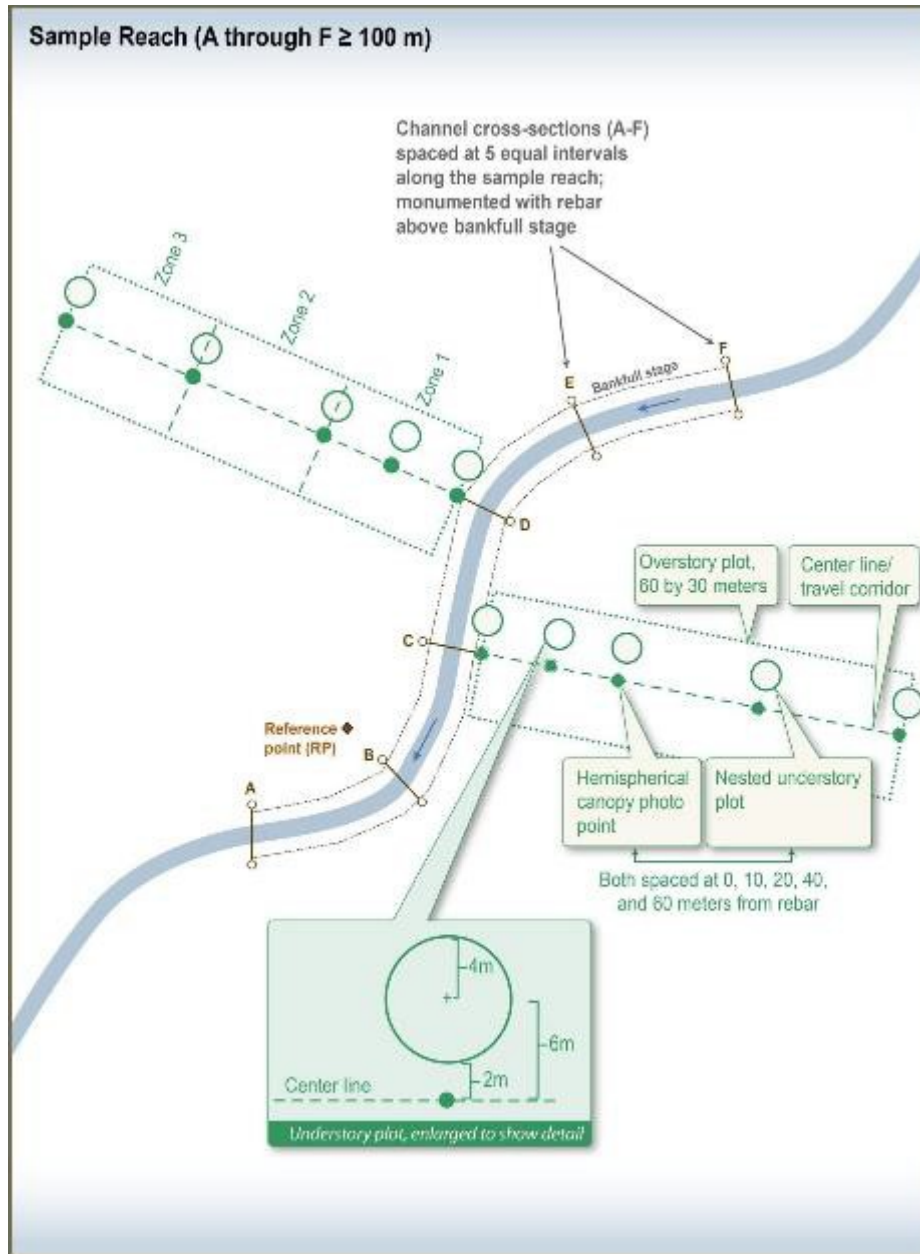 Sample Reach (A through F ≥ 100 m)
Channel cross-sections (A-F)
spaced at 5 equal intervals
along the sample reach;
monumented with rebar
above bankfull stage
Zone 3
Zone 2
Zone 1
Bankfull stage
F
E
D
Overstory plot,
60 by 30 meters
Center line/
travel corridor
C
Reference
point (RP)
B
A
Hemispherical
canopy photo
point
Nested understory
plot
Both spaced at 0, 10, 20, 40,
and 60 meters from rebar
4m
6m
2m
Center line
Understory plot, enlarged to show detail